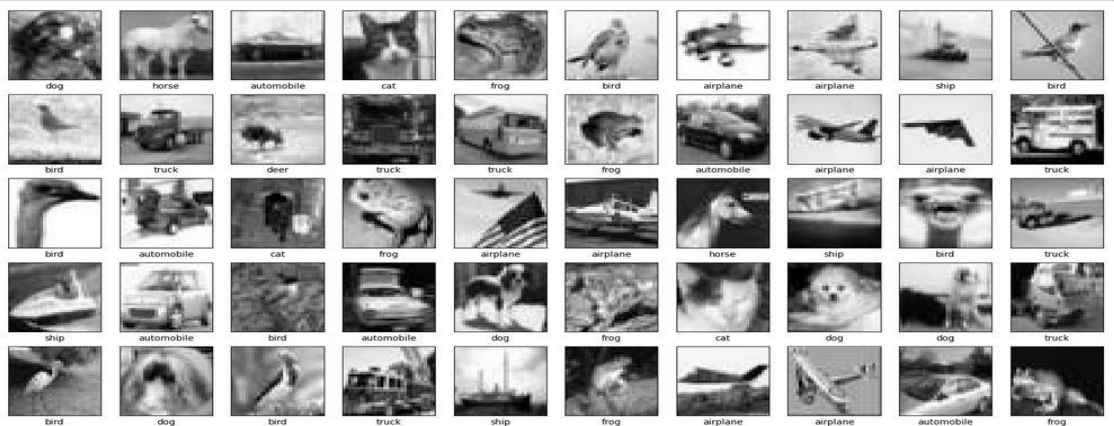 dog horse automobile cat frog bird airplane airplane ship bird
bird truck deer truck truck frog automobile airplane airplane truck
bird automobile cat frog airplane airplane horse ship bird truck
ship automobile bird automobile dog frog cat dog dog truck
bird dog bird truck ship frog airplane airplane automobile frog